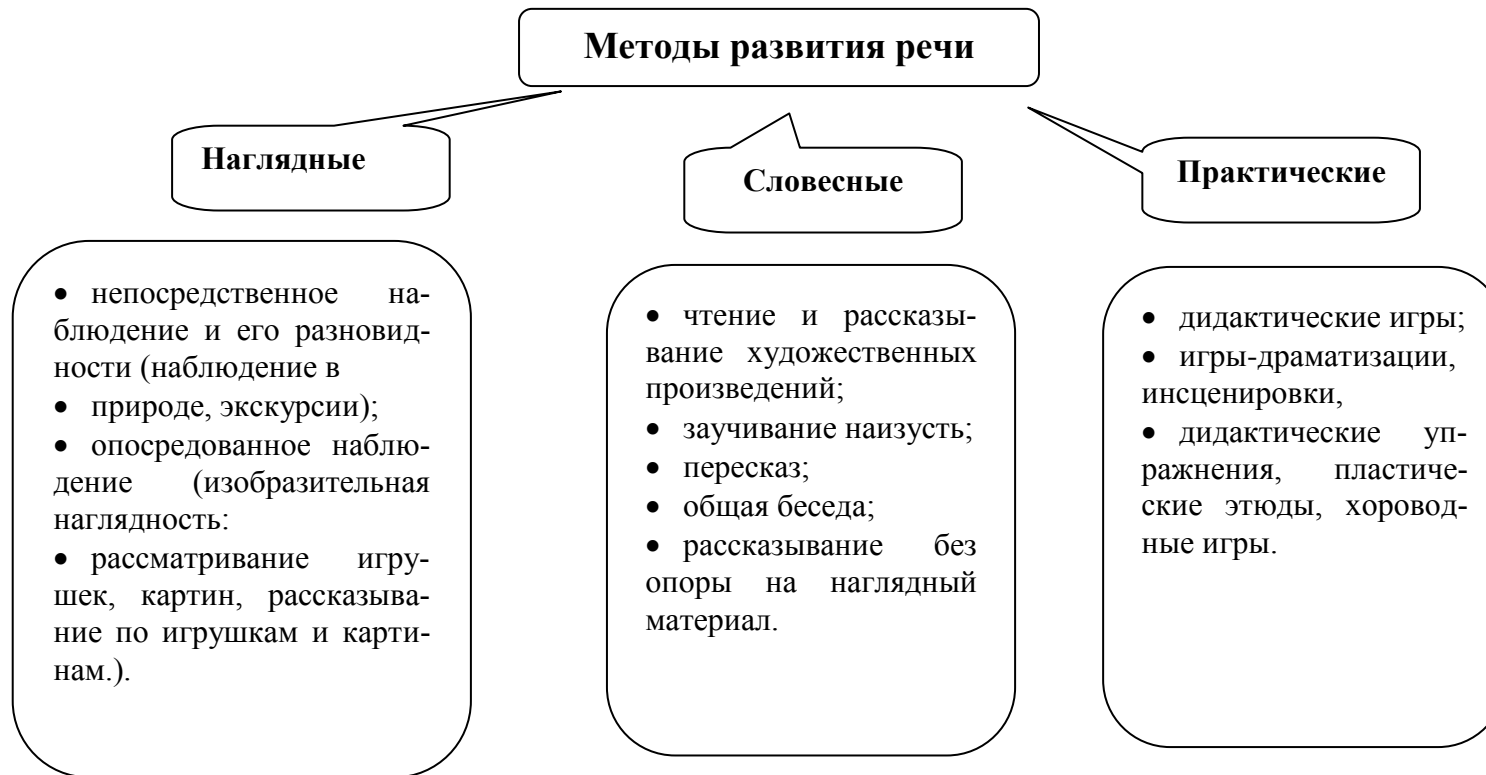 Методы развития речи
Наглядные
• непосредственное на-
блюдение и его разновид-
ности (наблюдение в
• природе, экскурсии);
• опосредованное наблю-
дение (изобразительная
наглядность:
• рассматривание игру-
шек, картин, рассказыва-
ние по игрушкам и карти-
нам.).
Словесные
• чтение и рассказы-
вание художественных
произведений;
• заучивание наизусть;
• пересказ;
• общая беседа;
• рассказывание без
опоры на наглядный
материал.
Практические
• дидактические игры;
• игры-драматизации,
инсценировки,
• дидактические уп-
ражнения, пластиче-
ские этюды, хоровод-
ные игры.